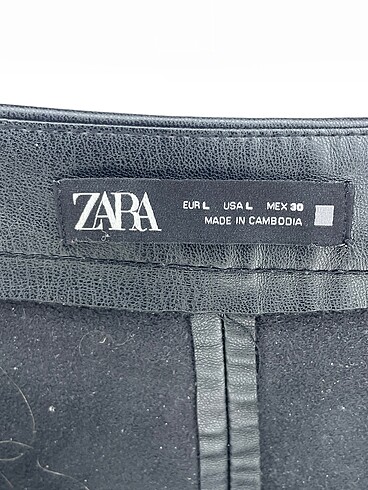 ZARA
EUR L USA L MEX 30
MADE IN CAMBODIA